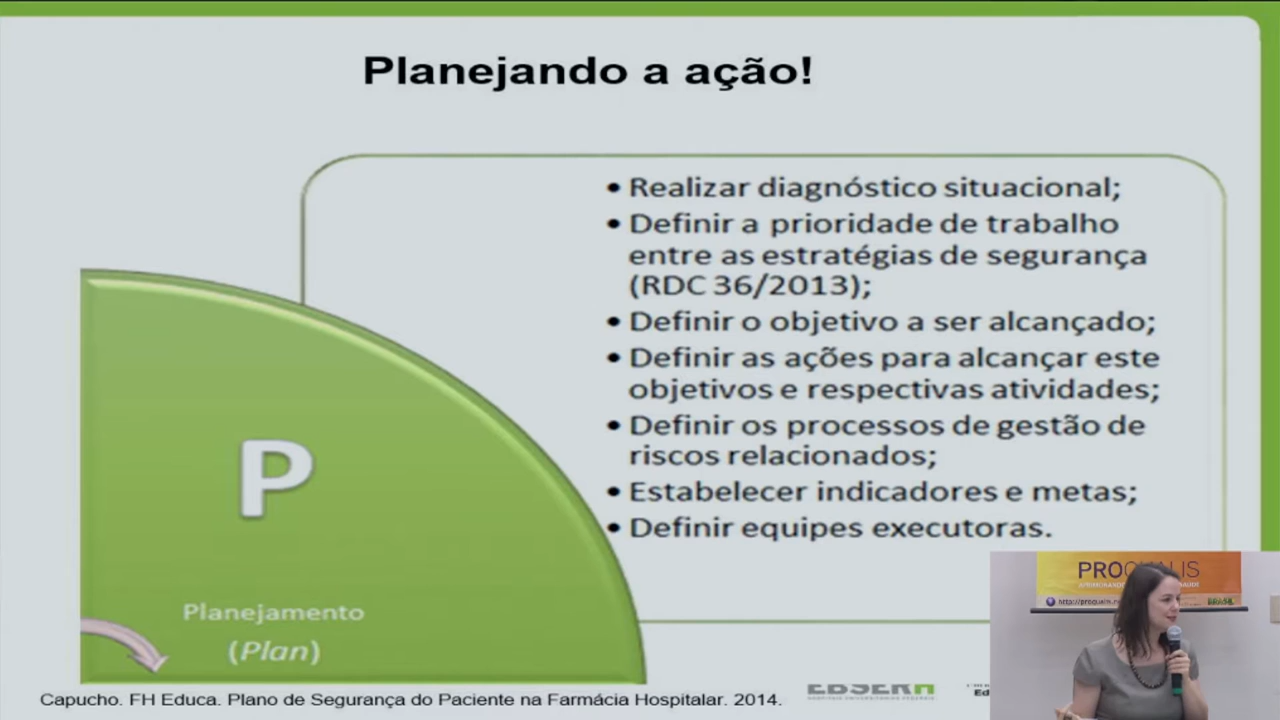 Planejando a ação!
• Realizar diagnóstico situacional;
• Definir a prioridade de trabalho
entre as estratégias de segurança
(RDC 36/2013);
• Definir o objetivo a ser alcançado;
• Definir as ações para alcançar este
objetivos e respectivas atividades;
• Definir os processos de gestão de
riscos relacionados;
• Estabelecer indicadores e metas;
• Definir equipes executoras.
P
Planejamento
(Plan)
Capucho. FH Educa. Plano de Segurança do Paciente na Farmácia Hospitalar. 2014.
EBSERH
Ed
PROQUALIS
BRASIL